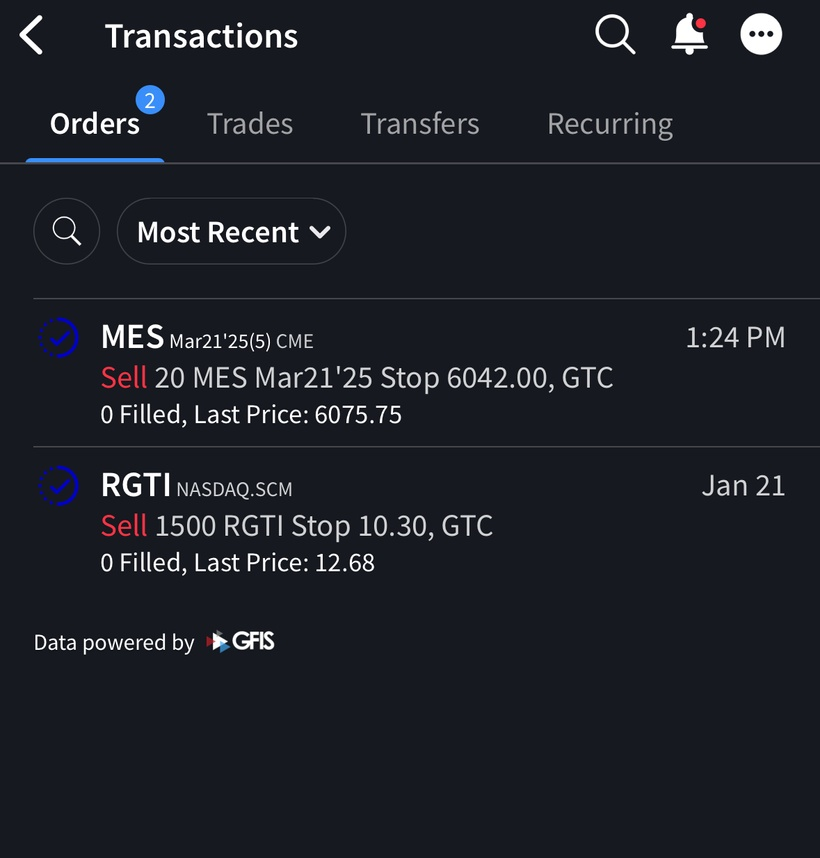 Transactions
2
Orders Trades Transfers Recurring
Most Recent
MES Mar21'25(5) CME 1:24 PM
Sell 20 MES Mar21'25 Stop 6042.00, GTC
0 Filled, Last Price: 6075.75
RGTI NASDAQ.SCM Jan 21
Sell 1500 RGTI Stop 10.30, GTC
0 Filled, Last Price: 12.68
Data powered by GFIS